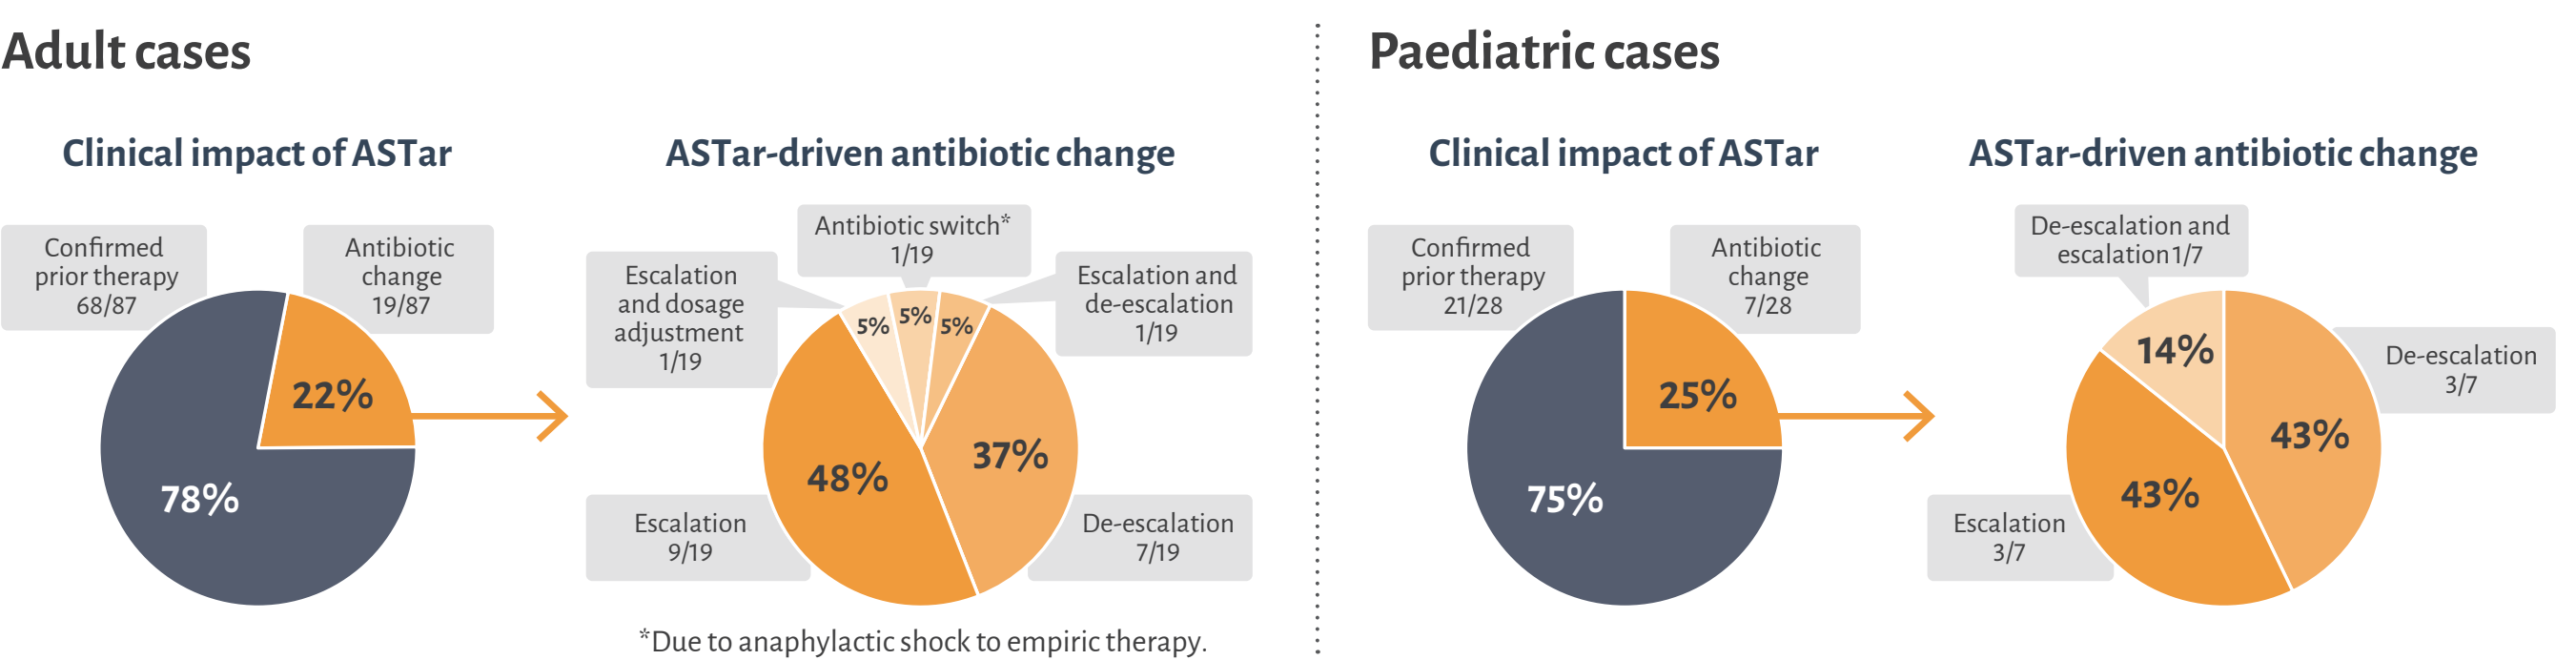 Adult cases
Clinical impact of ASTar
Confirmed
prior therapy
68/87
Antibiotic
change
19/87
22%
78%
ASTar-driven antibiotic change
Antibiotic switch*
1/19
Escalation
and dosage
adjustment
1/19
Escalation and
de-escalation
1/19
5%
5%
5%
48%
37%
Escalation
9/19
De-escalation
7/19
*Due to anaphylactic shock to empiric therapy.
Paediatric cases
Clinical impact of ASTar
Confirmed
prior therapy
21/28
Antibiotic
change
7/28
25%
75%
ASTar-driven antibiotic change
De-escalation and
escalation 1/7
De-escalation
3/7
14%
43%
43%
Escalation
3/7